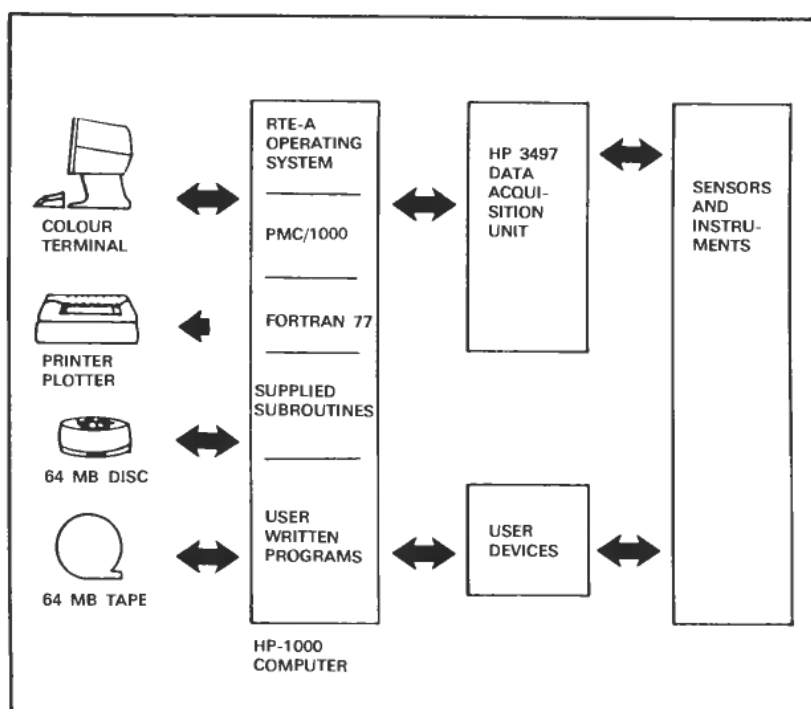 COLOUR
TERMINAL
PRINTER
PLOTTER
64 MB DISC
64 MB TAPE
RTE-A
OPERATING
SYSTEM
PMC/1000
FORTRAN 77
SUPPLIED
SUBROUTINES
USER
WRITTEN
PROGRAMS
HP-1000
COMPUTER
HP 3497
DATA
ACQUI-
SITION
UNIT
USER
DEVICES
SENSORS
AND
INSTRU-
MENTS